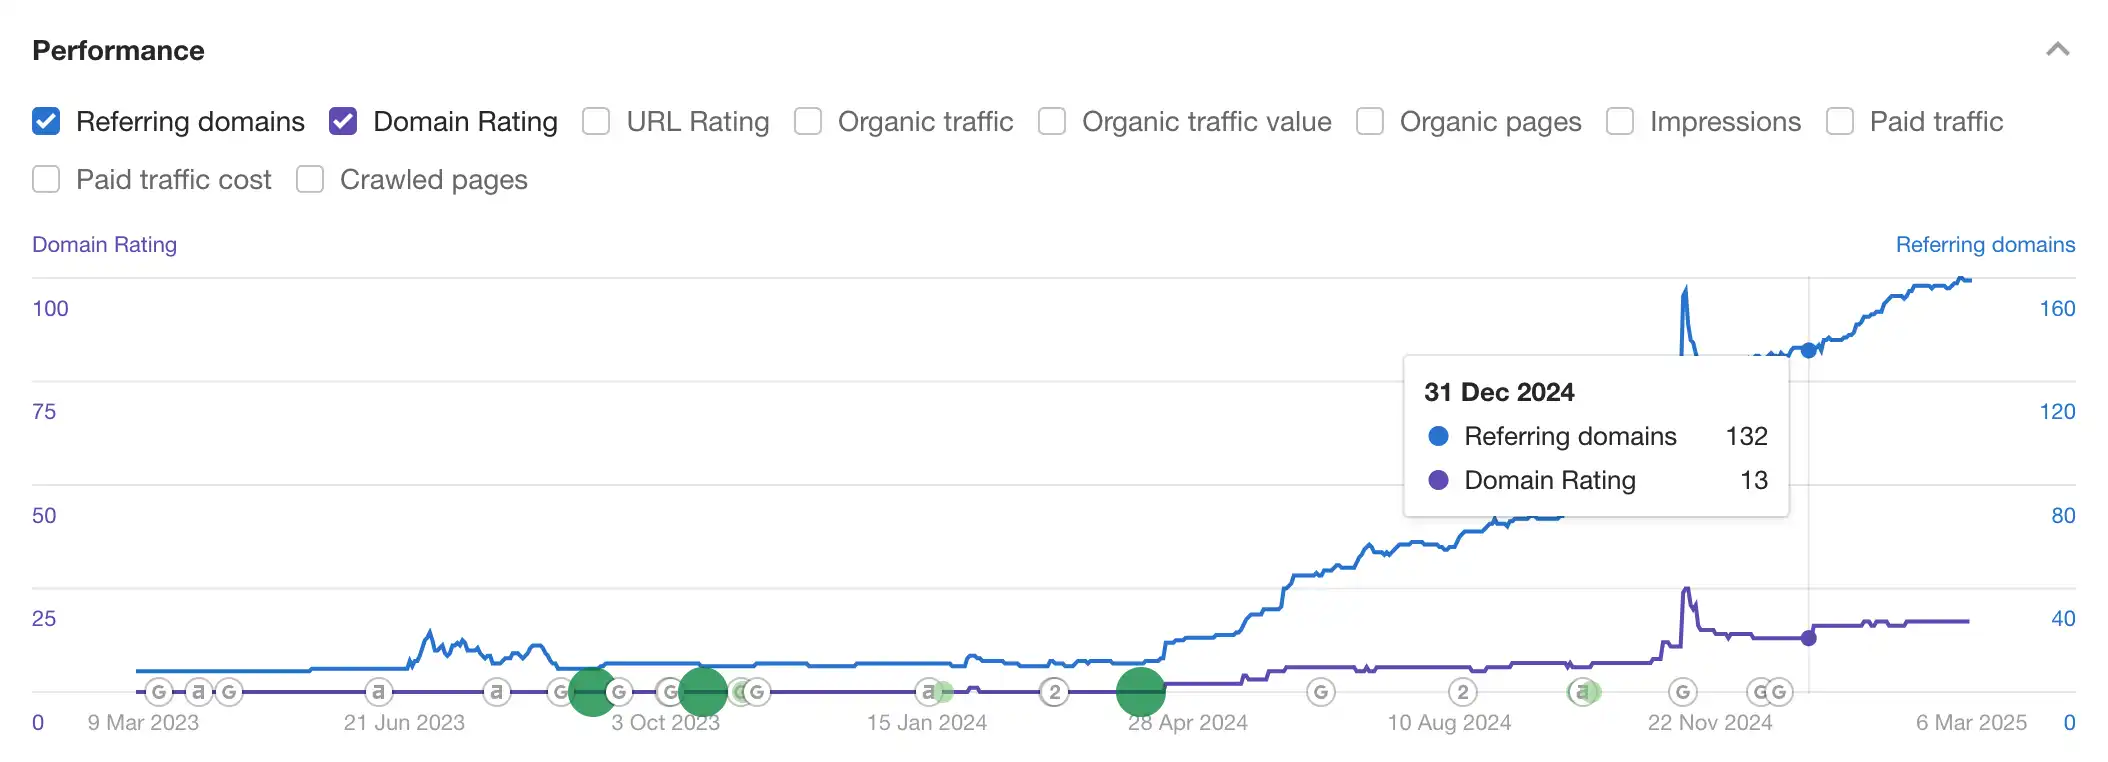 Performance
Referring domains Domain Rating URL Rating Organic traffic Organic traffic value Organic pages Impressions Paid traffic
Paid traffic cost Crawled pages
Domain Rating Referring domains
100 160
75 120
31 Dec 2024
Referring domains 132
Domain Rating 13
50 80
25 40
G a G a a G G G G G a 2 G 2 a G G G
0 9 Mar 2023 21 Jun 2023 3 Oct 2023 15 Jan 2024 28 Apr 2024 10 Aug 2024 22 Nov 2024 6 Mar 2025 0